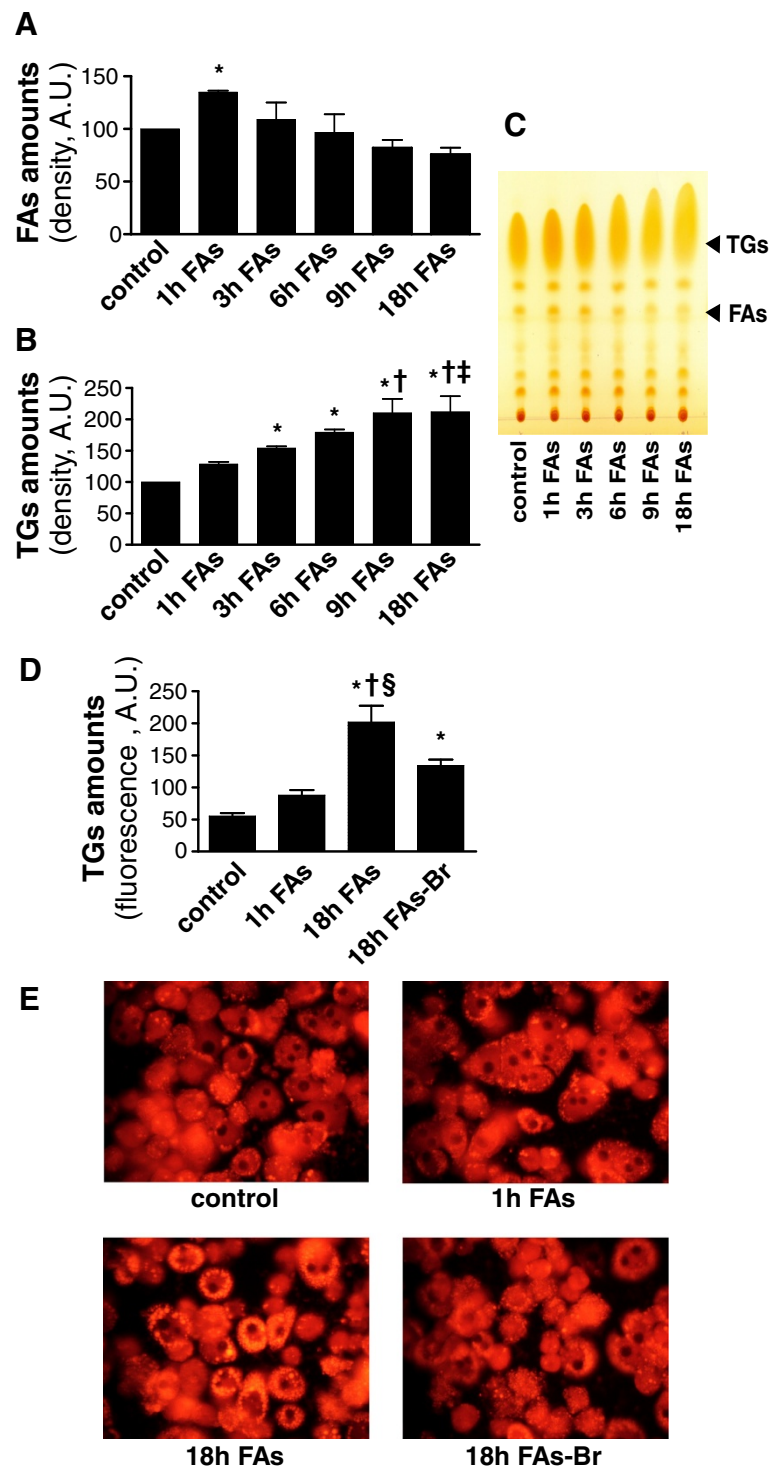 A
FAs amounts
(density, A.U.)
150
100
50
0
*
control
1h FAs
3h FAs
6h FAs
9h FAs
18h FAs
B
TGs amounts
(density, A.U.)
250
200
150
100
50
0
*
*
*†
*†‡
control
1h FAs
3h FAs
6h FAs
9h FAs
18h FAs
C
TGs
FAs
control
1h FAs
3h FAs
6h FAs
9h FAs
18h FAs
D
TGs amounts
(fluorescence , A.U.)
250
200
150
100
50
0
*†§
*
control
1h FAs
18h FAs
18h FAs-Br
E
control
1h FAs
18h FAs
18h FAs-Br